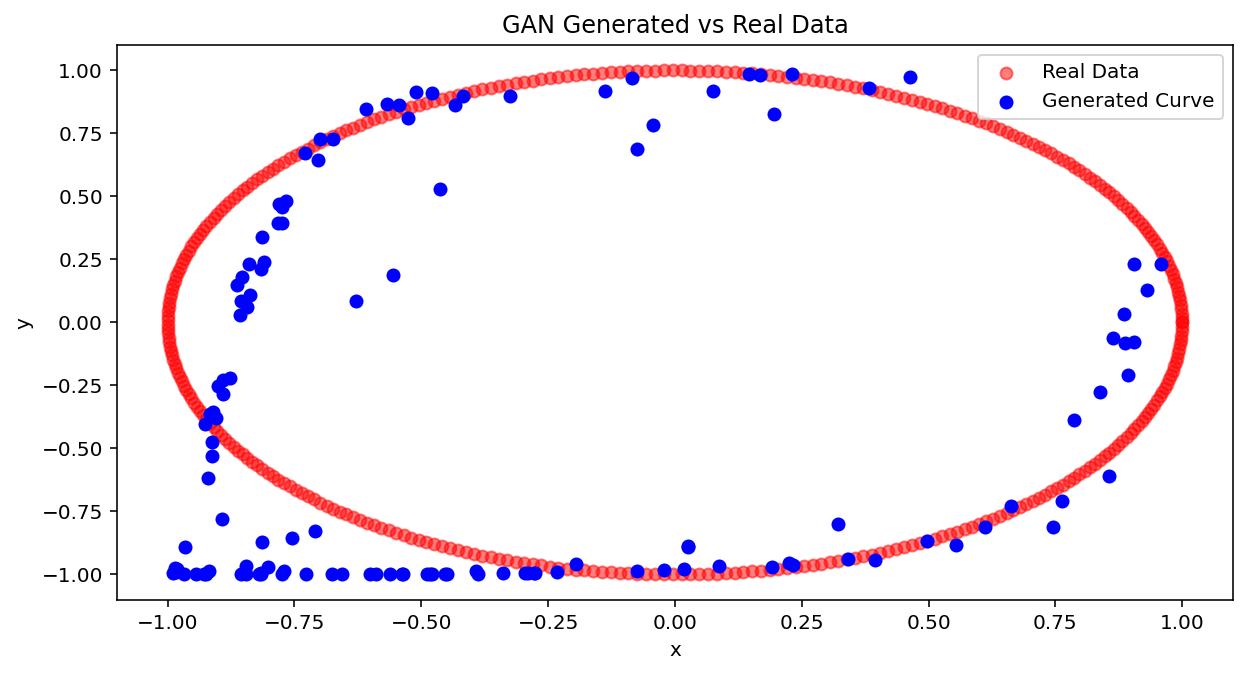 GAN Generated vs Real Data
Real Data
Generated Curve
1.00
0.75
0.50
0.25
0.00
−0.25
−0.50
−0.75
−1.00
y
−1.00 −0.75 −0.50 −0.25 0.00 0.25 0.50 0.75 1.00
x